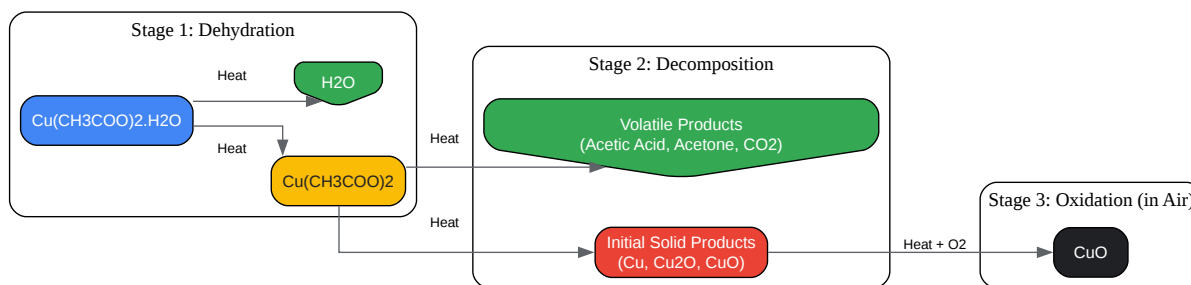 Stage 1: Dehydration
Heat
H2O
Cu(CH3COO)2.H2O
Heat
Cu(CH3COO)2
Stage 2: Decomposition
Heat
Volatile Products
(Acetic Acid, Acetone, CO2)
Heat
Initial Solid Products
(Cu, Cu2O, CuO)
Stage 3: Oxidation (in Air)
Heat + O2
CuO